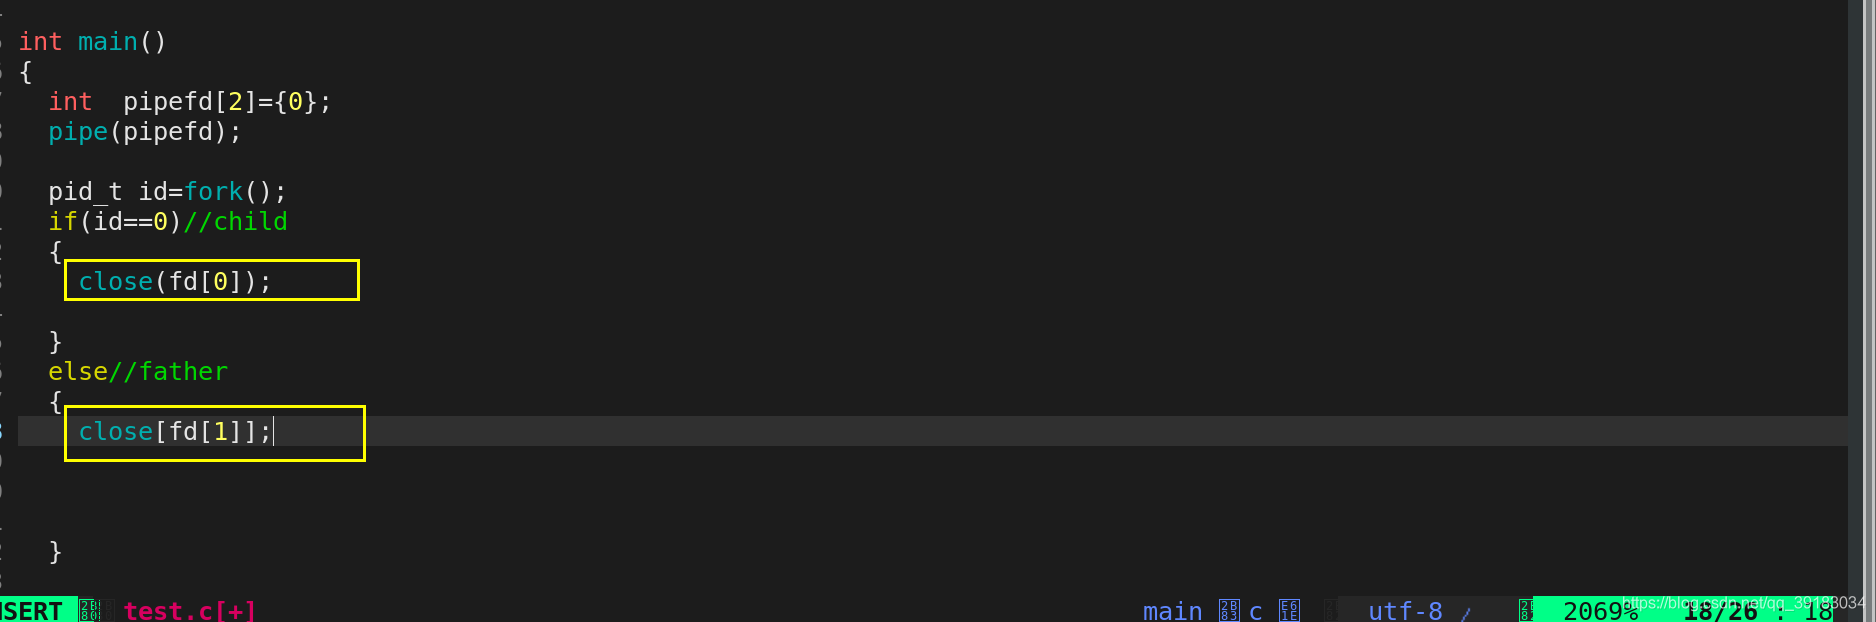 int main()
{
int  pipefd[2]={0};
pipe(pipefd);
pid_t id=fork();
if(id==0)//child
{
close(fd[0]);
}
else//father
{
close[fd[1]];
}
test.c[+]
main c utf-8 2069% 18/26 : 18
https://blog.csdn.net/qq_39183034